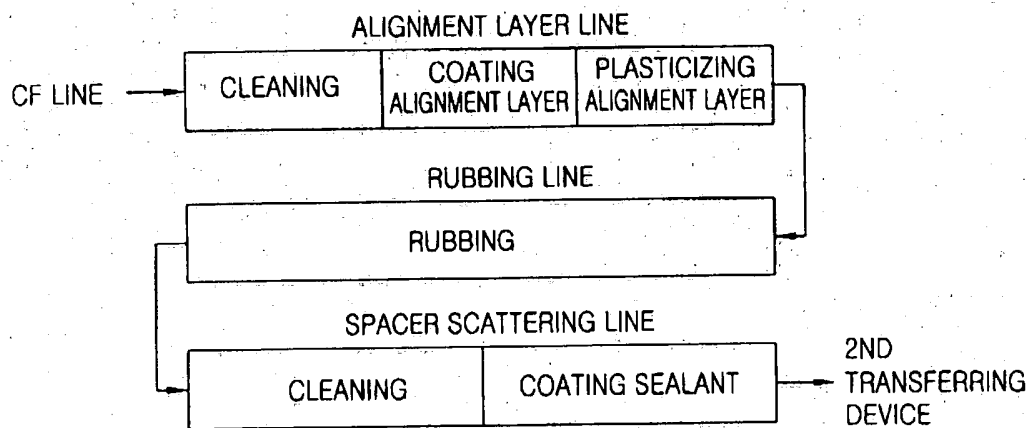 ALIGNMENT LAYER LINE
CF LINE
CLEANING
COATING
ALIGNMENT LAYER
PLASTICIZING
ALIGNMENT LAYER
RUBBING LINE
RUBBING
SPACER SCATTERING LINE
CLEANING
COATING SEALANT
2ND
TRANSFERRING
DEVICE